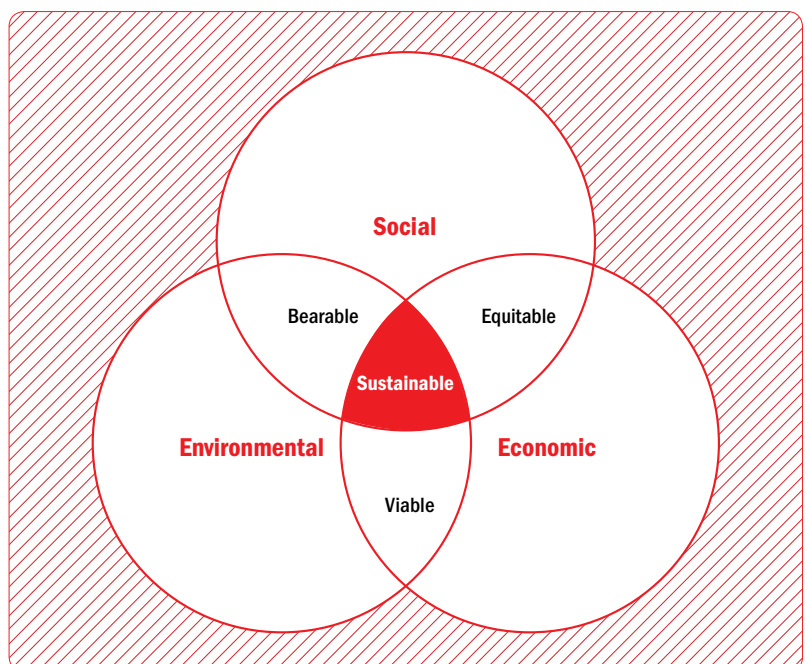 Social
Bearable
Equitable
Sustainable
Environmental
Economic
Viable